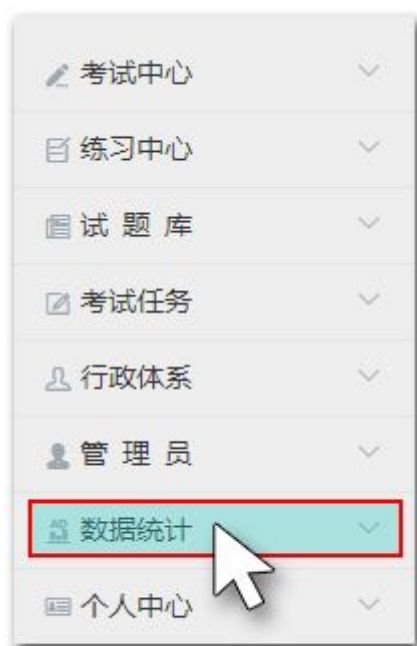 考试中心
练习中心
试 题 库
考试任务
行政体系
管 理 员
数据统计
个人中心